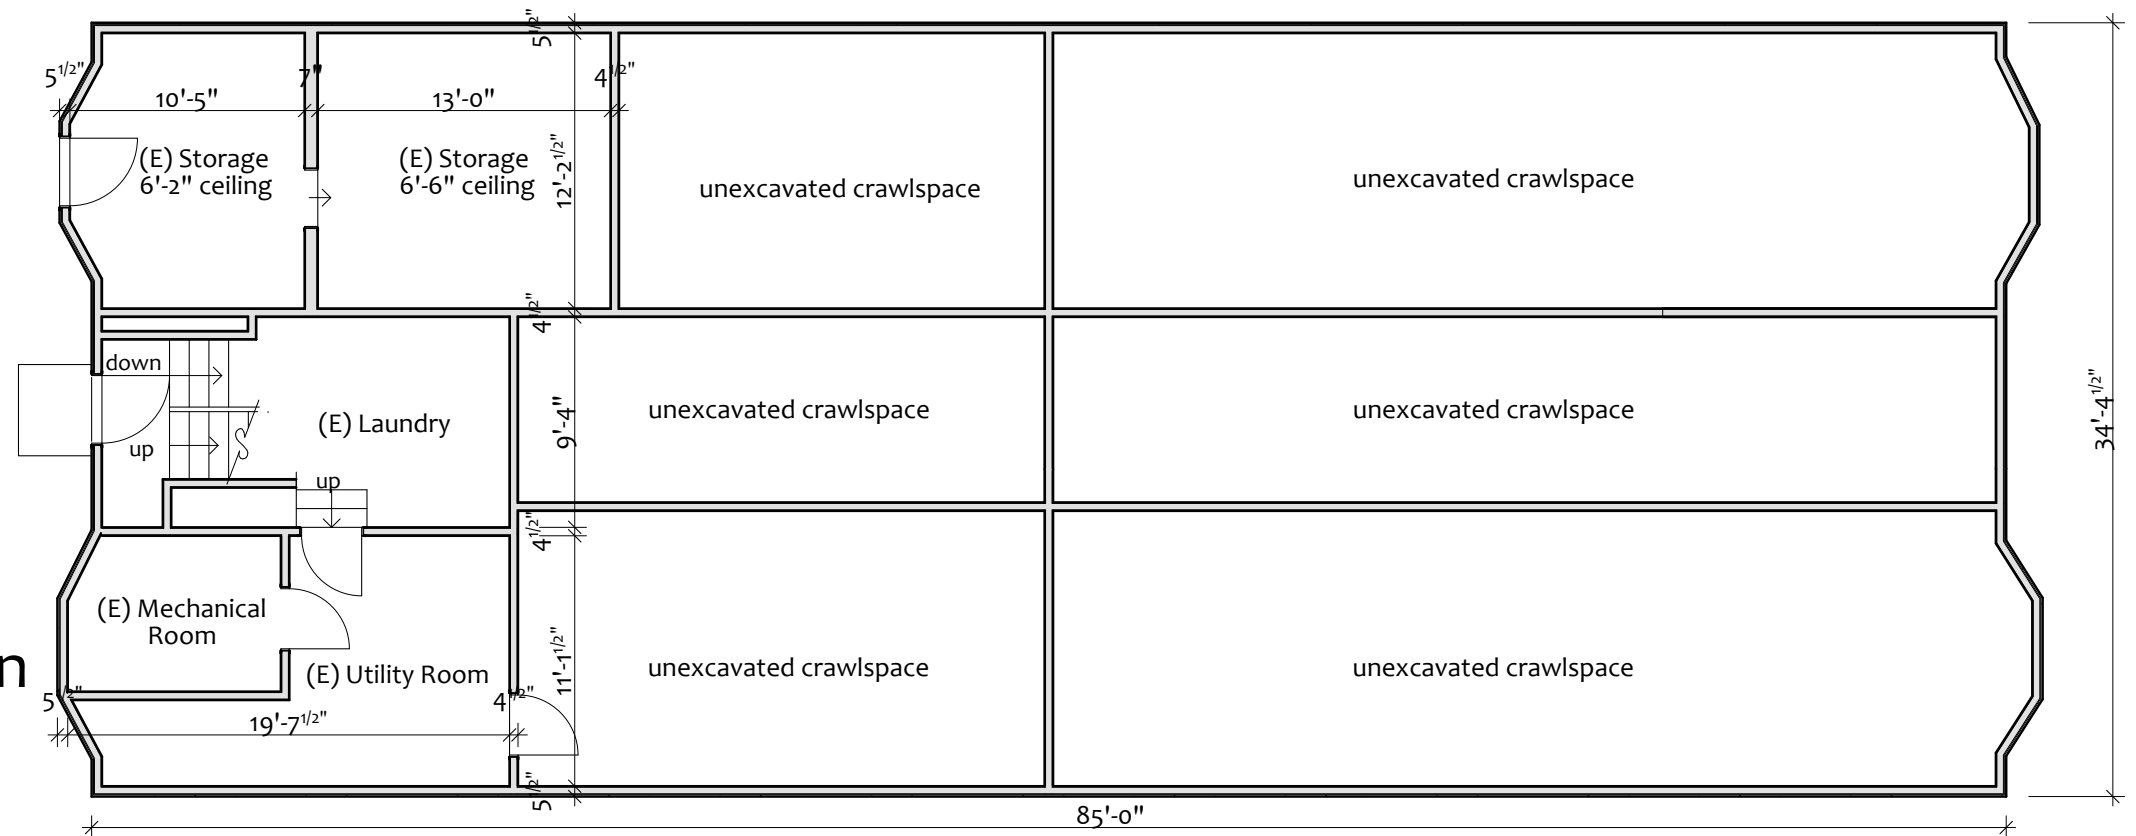 5 1/2"
5 1/2"
7"
4 1/2"
10'-5"
13'-0"
(E) Storage
6'-2" ceiling
(E) Storage
6'-6" ceiling
12'-2 1/2"
unexcavated crawlspace
unexcavated crawlspace
4 1/2"
down
up
(E) Laundry
9'-4"
unexcavated crawlspace
unexcavated crawlspace
34'-4 1/2"
up
4 1/2"
(E) Mechanical
Room
(E) Utility Room
11'-1 1/2"
unexcavated crawlspace
unexcavated crawlspace
n
5 1/2"
4 1/2"
19'-7 1/2"
5 1/2"
85'-0"